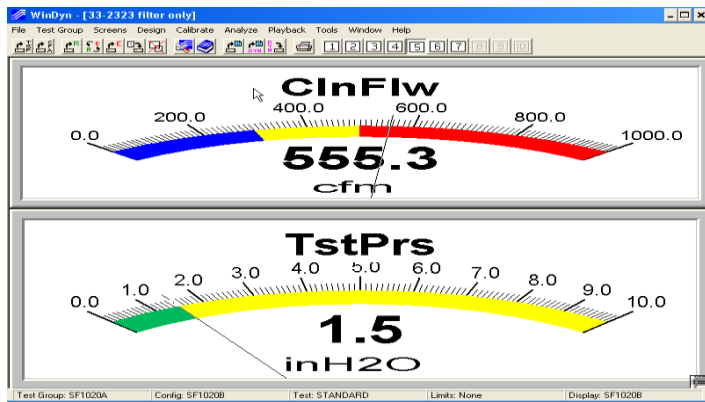 WinDyn - [33-2323 filter only]
File Test Group Screens Design Calibrate Analyze Playback Tools Window Help
1 2 3 4 5 6 7 8 9 10
ClnFlw
0.0 200.0 400.0 600.0 800.0 1000.0
555.3
cfm
TstPrs
0.0 1.0 2.0 3.0 4.0 5.0 6.0 7.0 8.0 9.0 10.0
1.5
inH2O
Test Group: SF1020A Config: SF1020B Test: STANDARD Limits: None Display: SF1020B